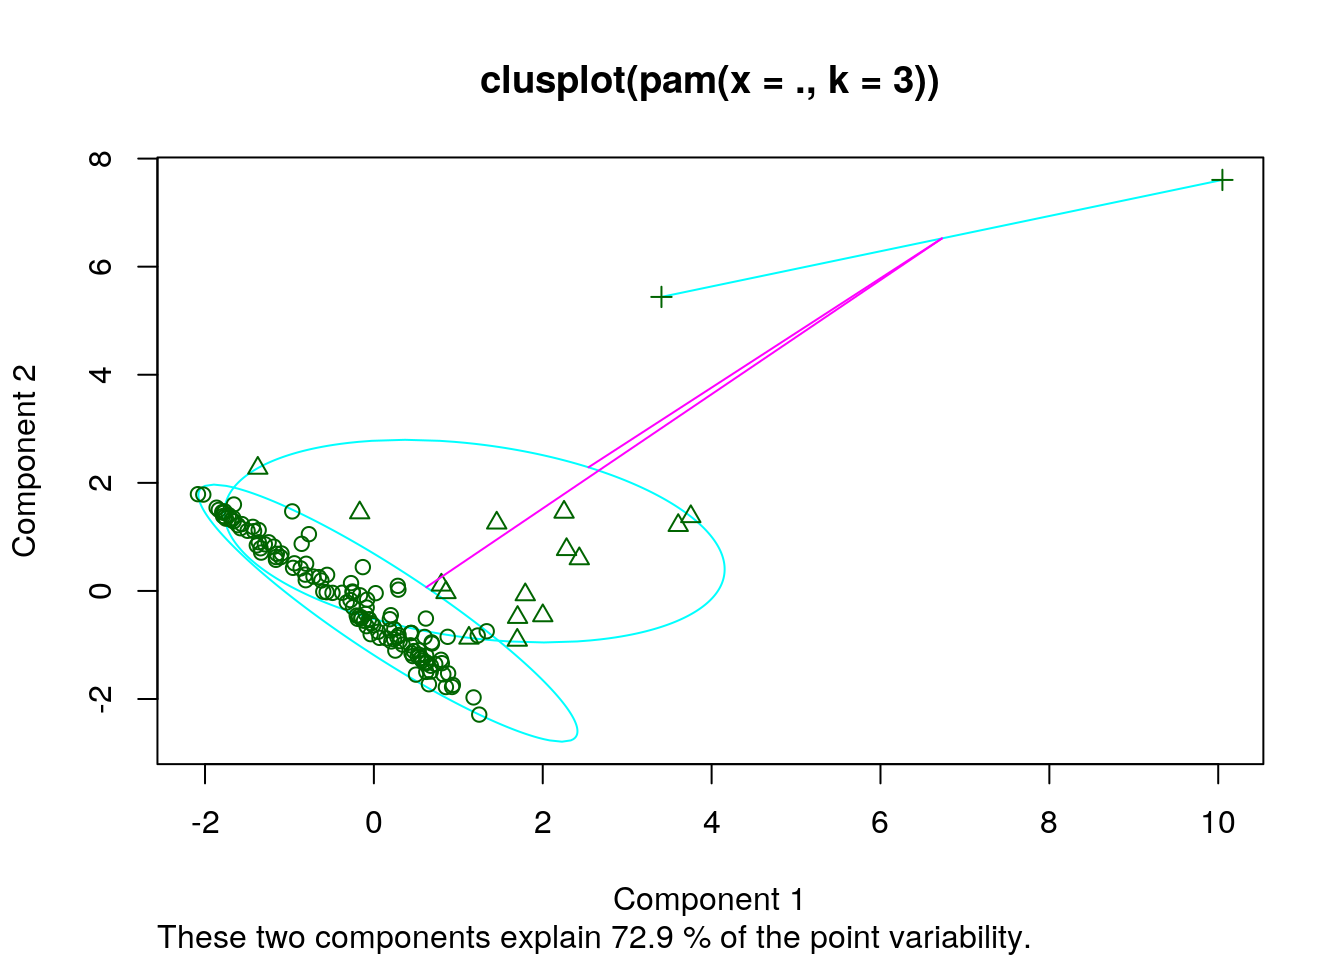 clusplot(pam(x = ., k = 3))
8
6
4
2
0
-2
Component 2
-2 0 2 4 6 8 10
Component 1
These two components explain 72.9 % of the point variability.